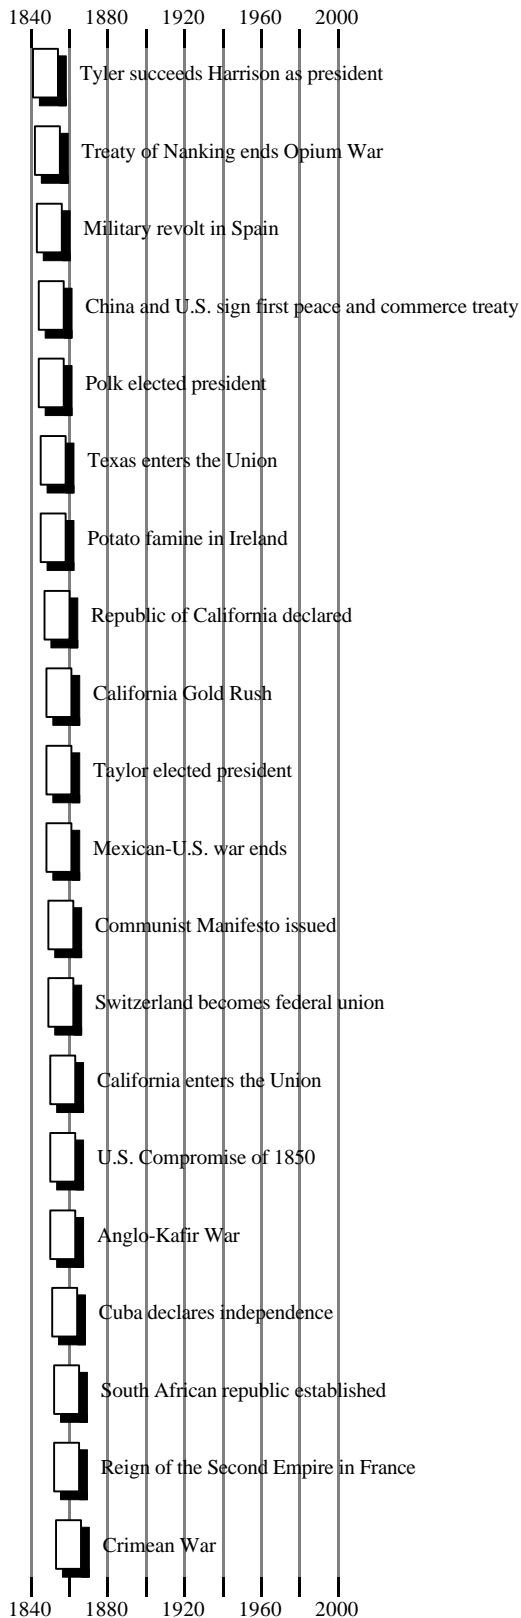 1840 1880 1920 1960 2000
Tyler succeeds Harrison as president
Treaty of Nanking ends Opium War
Military revolt in Spain
China and U.S. sign first peace and commerce treaty
Polk elected president
Texas enters the Union
Potato famine in Ireland
Republic of California declared
California Gold Rush
Taylor elected president
Mexican-U.S. war ends
Communist Manifesto issued
Switzerland becomes federal union
California enters the Union
U.S. Compromise of 1850
Anglo-Kafir War
Cuba declares independence
South African republic established
Reign of the Second Empire in France
Crimean War
1840 1880 1920 1960 2000